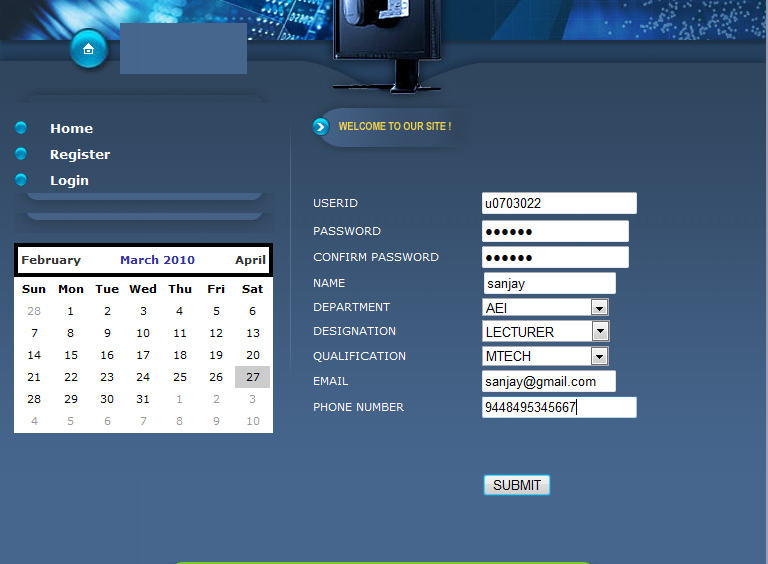 Home
Register
Login
WELCOME TO OUR SITE !
February March 2010 April
Sun Mon Tue Wed Thu Fri Sat
28 1 2 3 4 5 6
7 8 9 10 11 12 13
14 15 16 17 18 19 20
21 22 23 24 25 26 27
28 29 30 31 1 2 3
4 5 6 7 8 9 10
USERID u0703022
PASSWORD ●●●●●●
CONFIRM PASSWORD ●●●●●●
NAME sanjay
DEPARTMENT AEI
DESIGNATION LECTURER
QUALIFICATION MTECH
EMAIL sanjay@gmail.com
PHONE NUMBER 9448495345667
SUBMIT